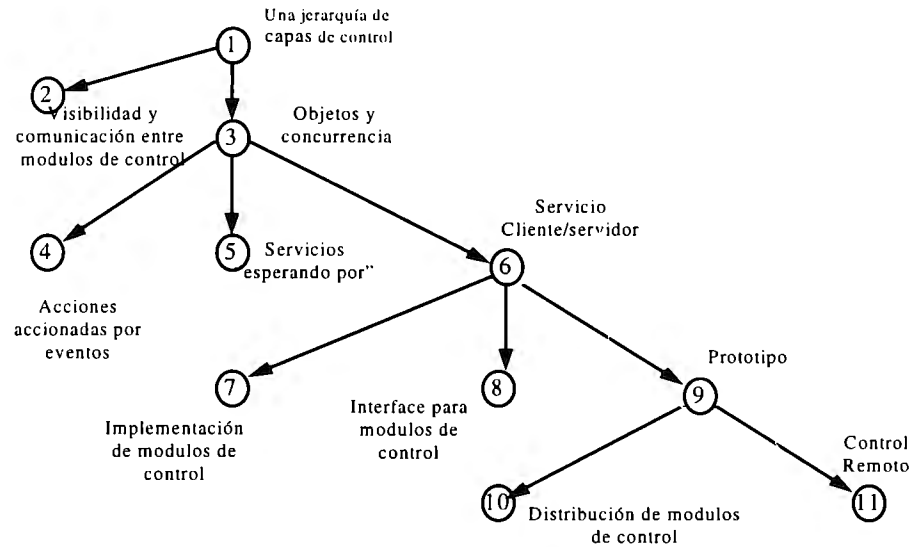 Una jerarquía de
capas de control
1
2
Visibilidad y
comunicación entre
modulos de control
3
Objetos y
concurrencia
4
Acciones
accionadas por
eventos
5
Servicios
esperando por”
Servicio
Cliente/servidor
6
7
Implementación
de modulos de
control
8
Interface para
modulos de
control
Prototipo
9
10
Distribución de modulos
de control
Control
Remoto
11